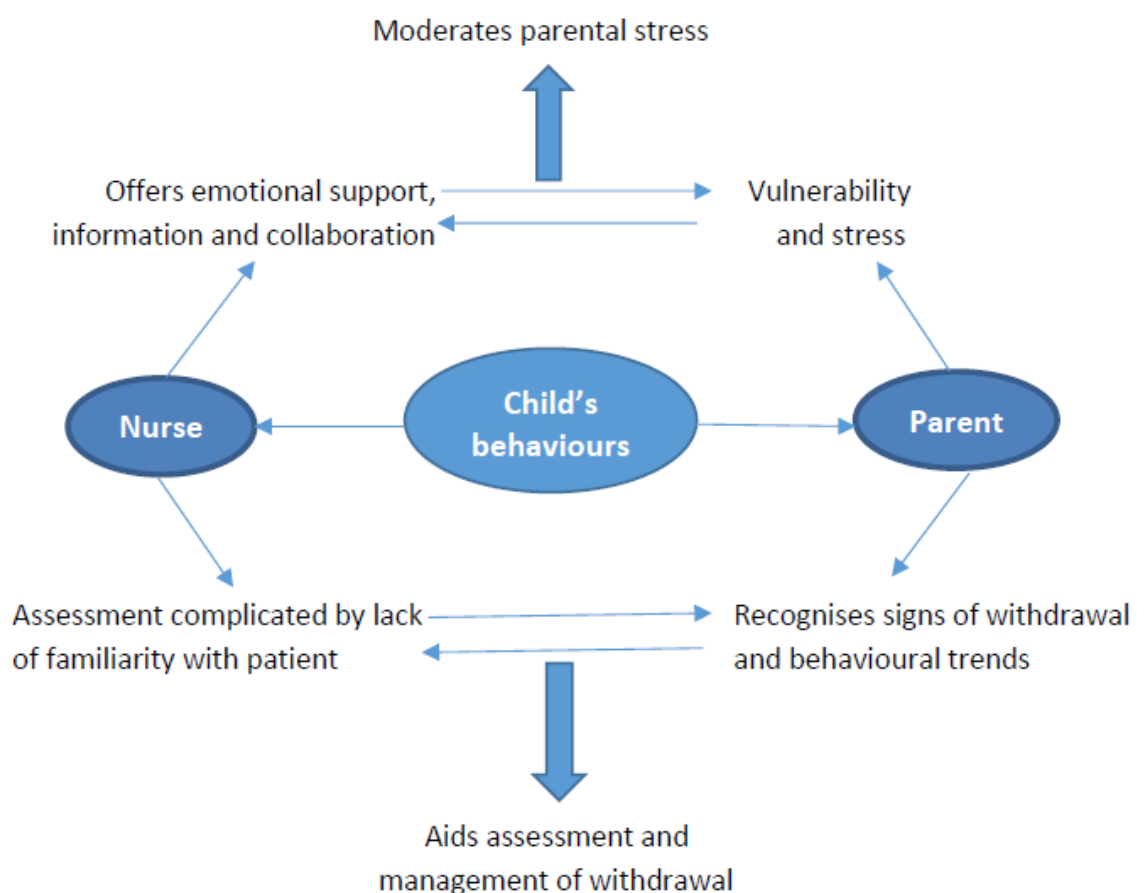 Moderates parental stress
Offers emotional support,
information and collaboration
Vulnerability
and stress
Nurse
Child's
behaviours
Parent
Assessment complicated by lack
of familiarity with patient
Recognises signs of withdrawal
and behavioural trends
Aids assessment and
management of withdrawal